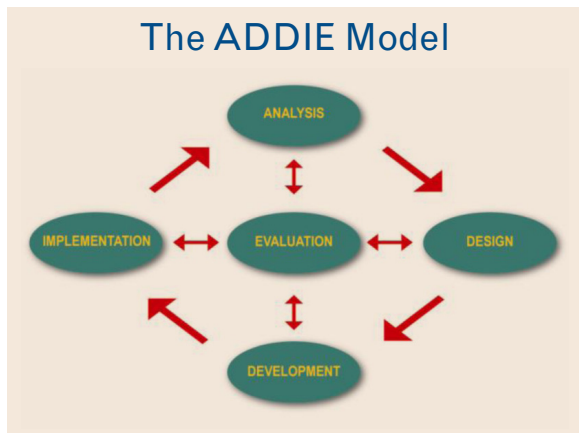 The ADDIE Model
ANALYSIS
IMPLEMENTATION
EVALUATION
DESIGN
DEVELOPMENT